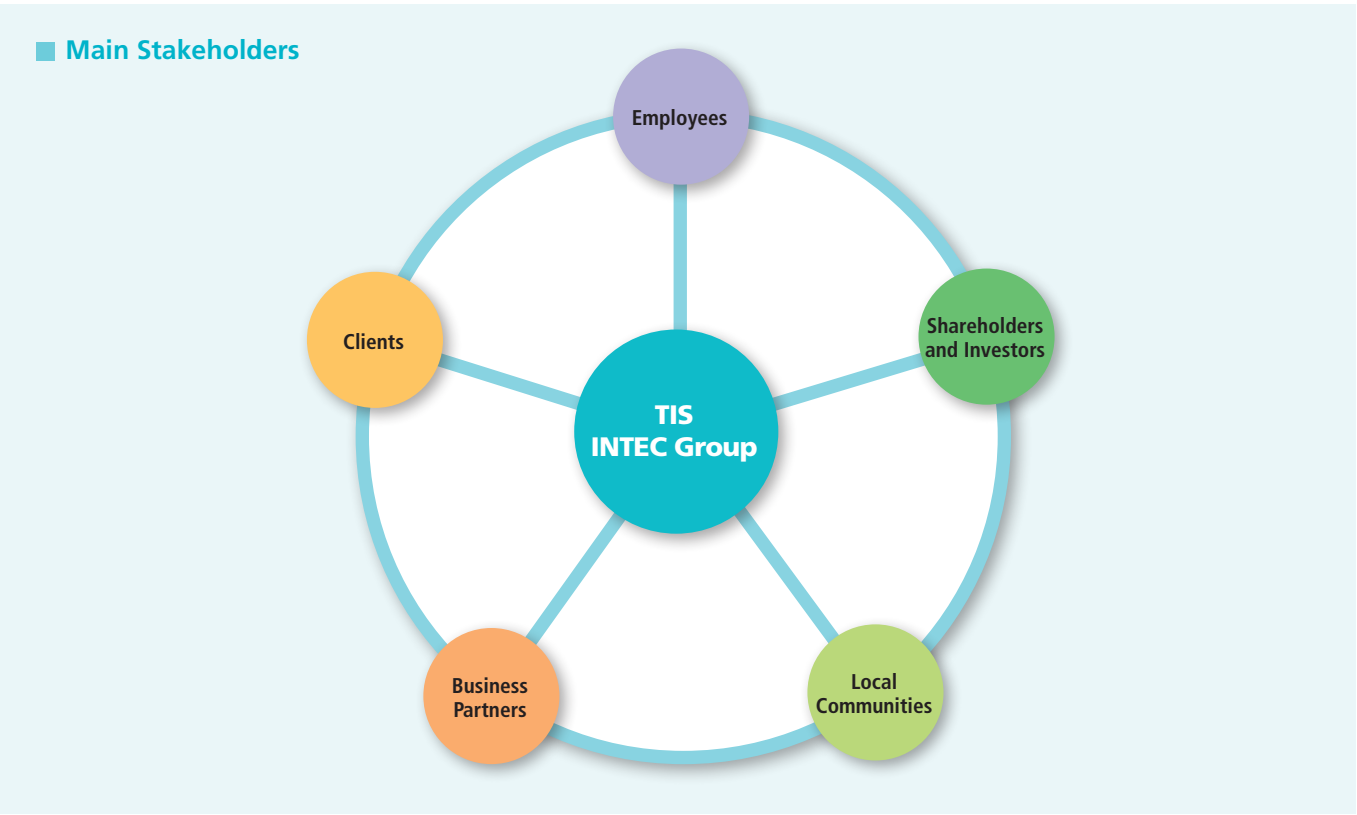 Main Stakeholders
Employees
Shareholders
and Investors
Clients
TIS
INTEC Group
Local
Communities
Business
Partners